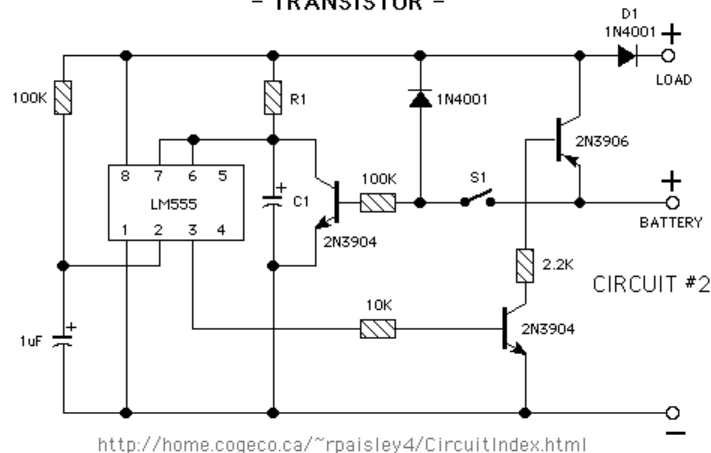 - TRANSISTOR -
D1
1N4001 +
LOAD
100K
R1
1N4001
2N3906
8 7 6 5
LM555
1 2 3 4
+
C1
100K
S1
+
BATTERY
2N3904
2.2K
CIRCUIT #2
10K
2N3904
1uF
+
-
http://home.cogeco.ca/~rpaisley4/CircuitIndex.html